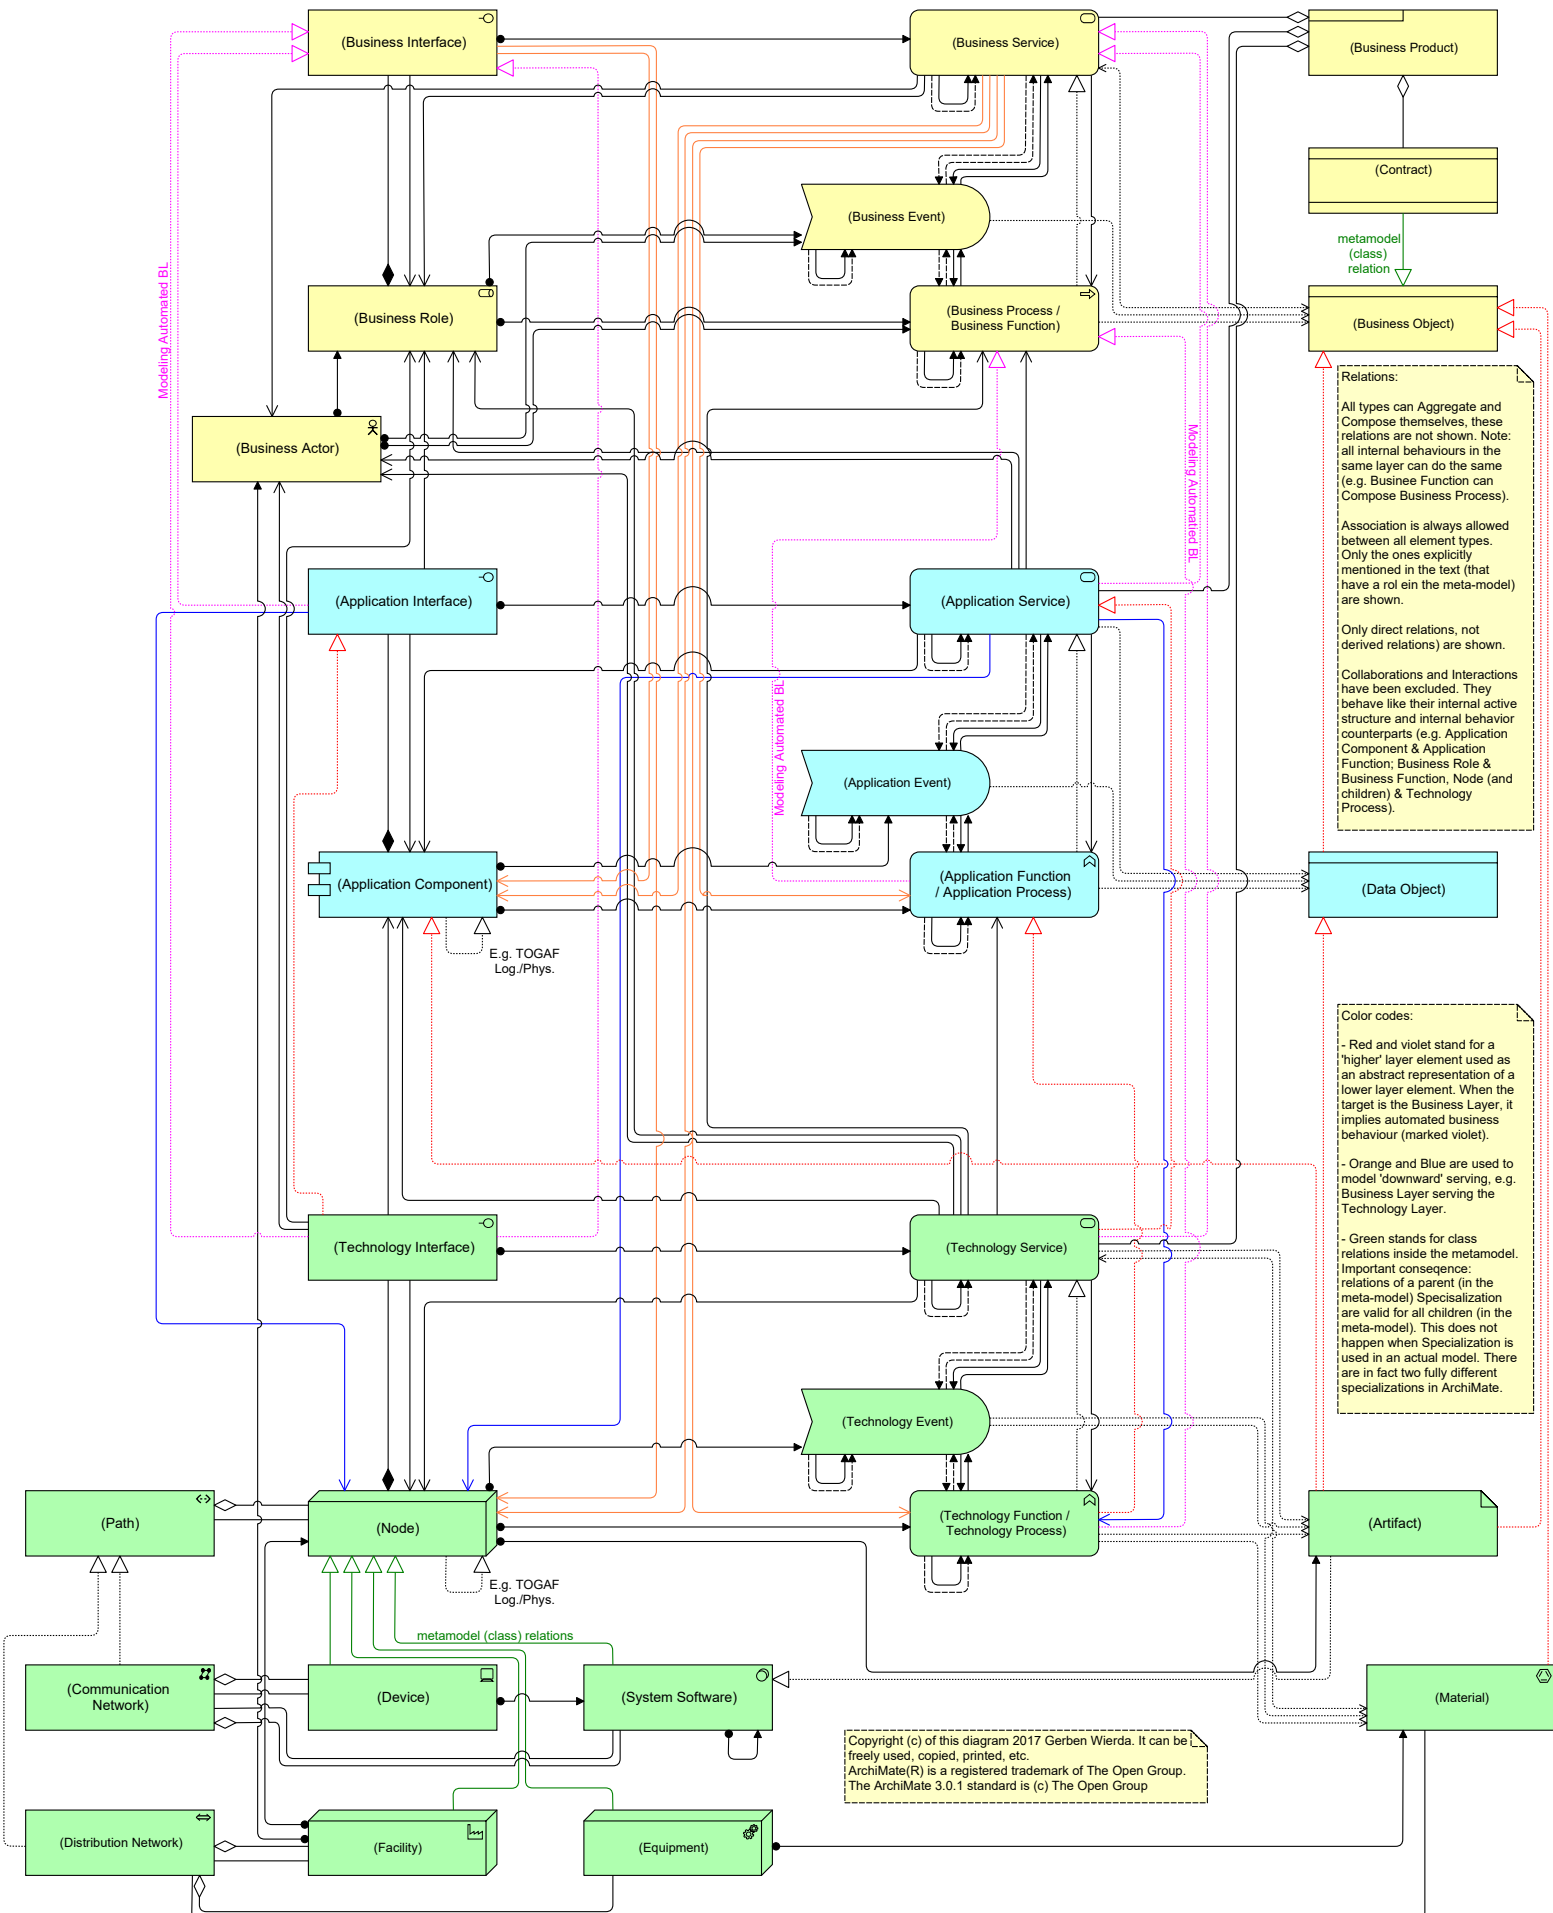 (Business Interface)
(Business Service)
(Business Product)
(Contract)
(Business Event)
metamodel
(class)
relation
Modeling Automated BL
(Business Role)
(Business Process /
Business Function)
(Business Object)
Relations:
All types can Aggregate and
Compose themselves, these
relations are not shown. Note:
all internal behaviours in the
same layer can do the same
(e.g. Businee Function can
Compose Business Process).
Association is always allowed
between all element types.
Only the ones explicitly
mentioned in the text (that
have a rol ein the meta-model)
are shown.
Only direct relations, not
derived relations) are shown.
Collaborations and Interactions
have been excluded. They
behave like their internal active
structure and internal behavior
counterparts (e.g. Application
Component & Application
Function; Business Role &
Business Function, Node (and
children) & Technology
Process).
(Business Actor)
Modeling Automatied BL
(Application Interface)
(Application Service)
Modeling Automated BL
(Application Event)
(Application Component)
(Application Function
/ Application Process)
(Data Object)
E.g. TOGAF
Log./Phys.
Color codes:
- Red and violet stand for a
'higher' layer element used as
an abstract representation of a
lower layer element. When the
target is the Business Layer, it
implies automated business
behaviour (marked violet).
- Orange and Blue are used to
model 'downward' serving, e.g.
Business Layer serving the
Technology Layer.
- Green stands for class
relations inside the metamodel.
Important conseqence:
relations of a parent (in the
meta-model) Specisalization
are valid for all children (in the
meta-model). This does not
happen when Specialization is
used in an actual model. There
are in fact two fully different
specializations in ArchiMate.
(Technology Interface)
(Technology Service)
(Technology Event)
(Path)
(Node)
(Technology Function /
Technology Process)
(Artifact)
E.g. TOGAF
Log./Phys.
metamodel (class) relations
(Communication
Network)
(Device)
(System Software)
(Material)
Copyright (c) of this diagram 2017 Gerben Wierda. It can be
freely used, copied, printed, etc.
ArchiMate(R) is a registered trademark of The Open Group.
The ArchiMate 3.0.1 standard is (c) The Open Group
(Distribution Network)
(Facility)
(Equipment)